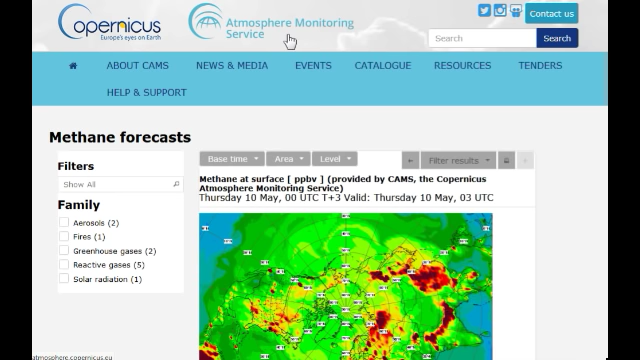 opernicus
Europe's eyes on Earth
Atmosphere Monitoring
Service
Contact us
Search
Search
ABOUT CAMS
NEWS & MEDIA
EVENTS
CATALOGUE
RESOURCES
TENDERS
HELP & SUPPORT
Methane forecasts
Filters
Show All
Family
Aerosols (2)
Fires (1)
Greenhouse gases (2)
Reactive gases (5)
Solar radiation (1)
Base time
Area
Level
Filter results
Methane at surface [ ppbv ] (provided by CAMS, the Copernicus
Atmosphere Monitoring Service)
Thursday 10 May, 00 UTC T+3 Valid: Thursday 10 May, 03 UTC
atmosphere.copernicus.eu